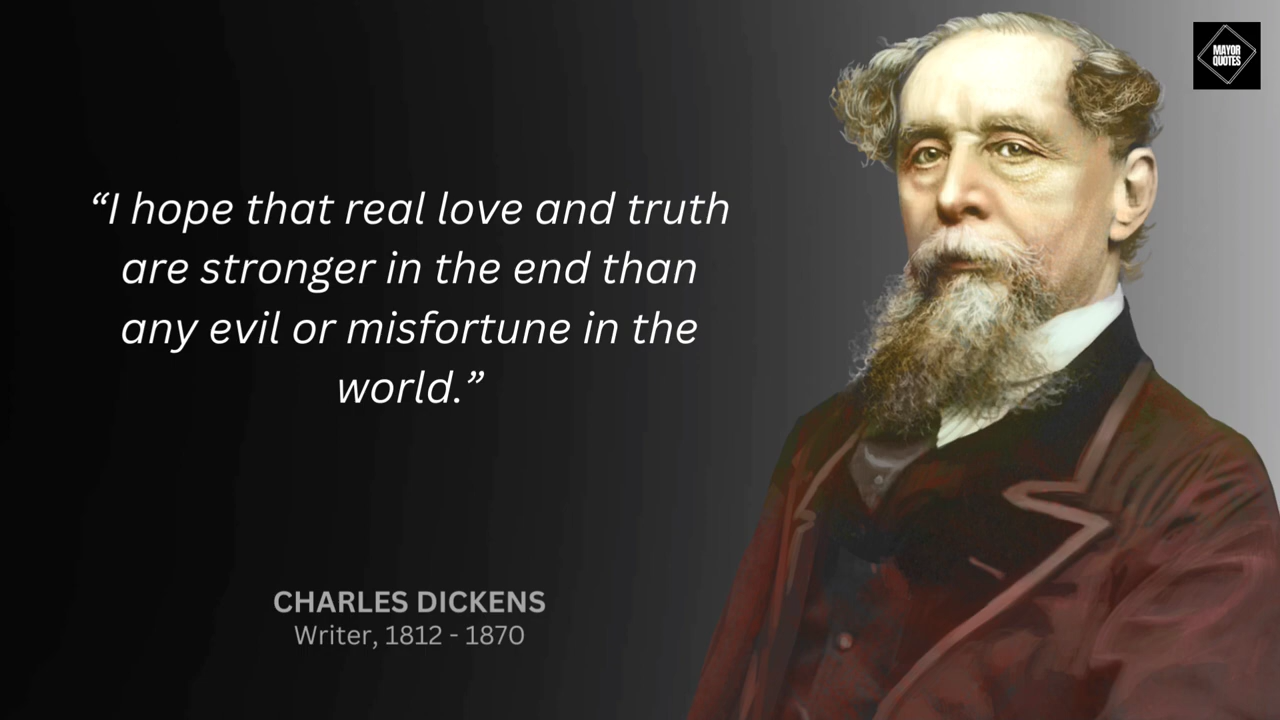 MAYOR
QUOTES
“I hope that real love and truth
are stronger in the end than
any evil or misfortune in the
world.”
CHARLES DICKENS
Writer, 1812 - 1870